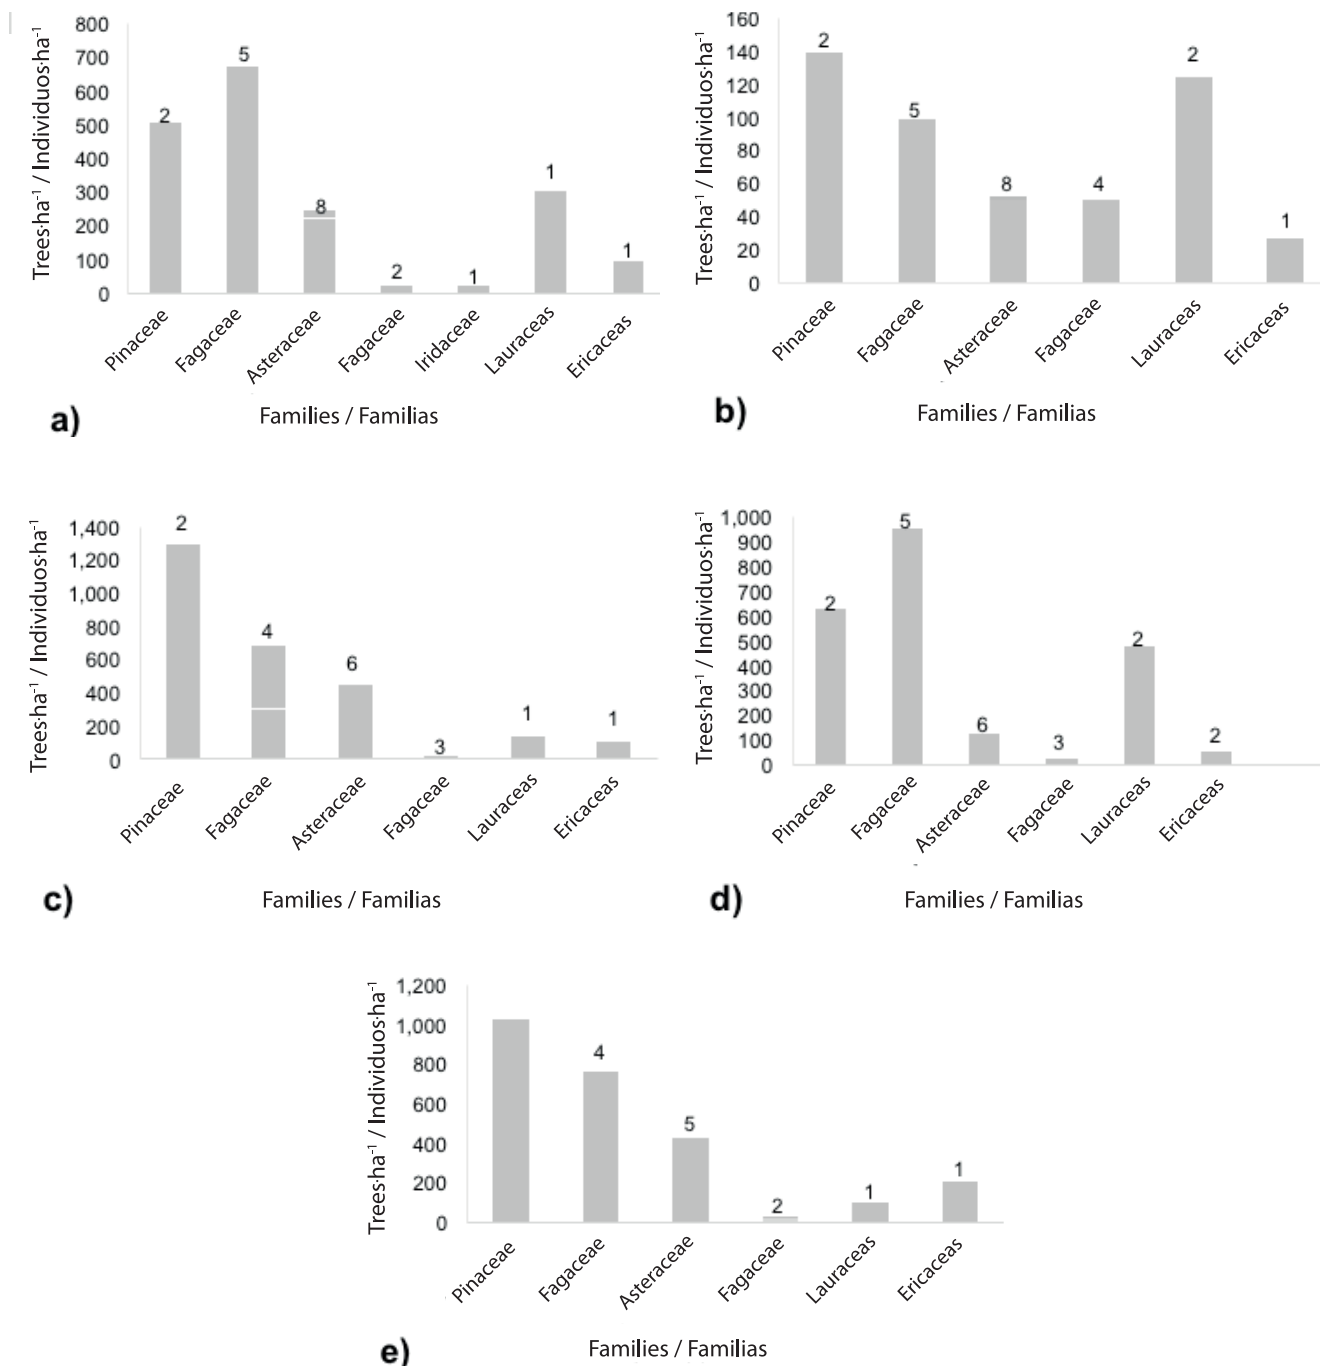 Trees·ha⁻¹ / Individuos·ha⁻¹
800
700
600
500
400
300
200
100
0
2
5
8
2
1
1
1
Pinaceae
Fagaceae
Asteraceae
Fagaceae
Iridaceae
Lauraceas
Ericaceas
a)
Families / Familias
Trees·ha⁻¹ / Individuos·ha⁻¹
160
140
120
100
80
60
40
20
0
2
5
8
4
2
1
Pinaceae
Fagaceae
Asteraceae
Fagaceae
Lauraceas
Ericaceas
b)
Families / Familias
Trees·ha⁻¹ / Individuos·ha⁻¹
1,400
1,200
1,000
800
600
400
200
0
2
4
6
3
1
1
Pinaceae
Fagaceae
Asteraceae
Fagaceae
Lauraceas
Ericaceas
c)
Families / Familias
Trees·ha⁻¹ / Individuos·ha⁻¹
1,000
900
800
700
600
500
400
300
200
100
0
2
5
6
3
2
2
Pinaceae
Fagaceae
Asteraceae
Fagaceae
Lauraceas
Ericaceas
d)
Families / Familias
Trees·ha⁻¹ / Individuos·ha⁻¹
1,200
1,000
800
600
400
200
0
4
5
2
1
1
Pinaceae
Fagaceae
Asteraceae
Fagaceae
Lauraceas
Ericaceas
e)
Families / Familias